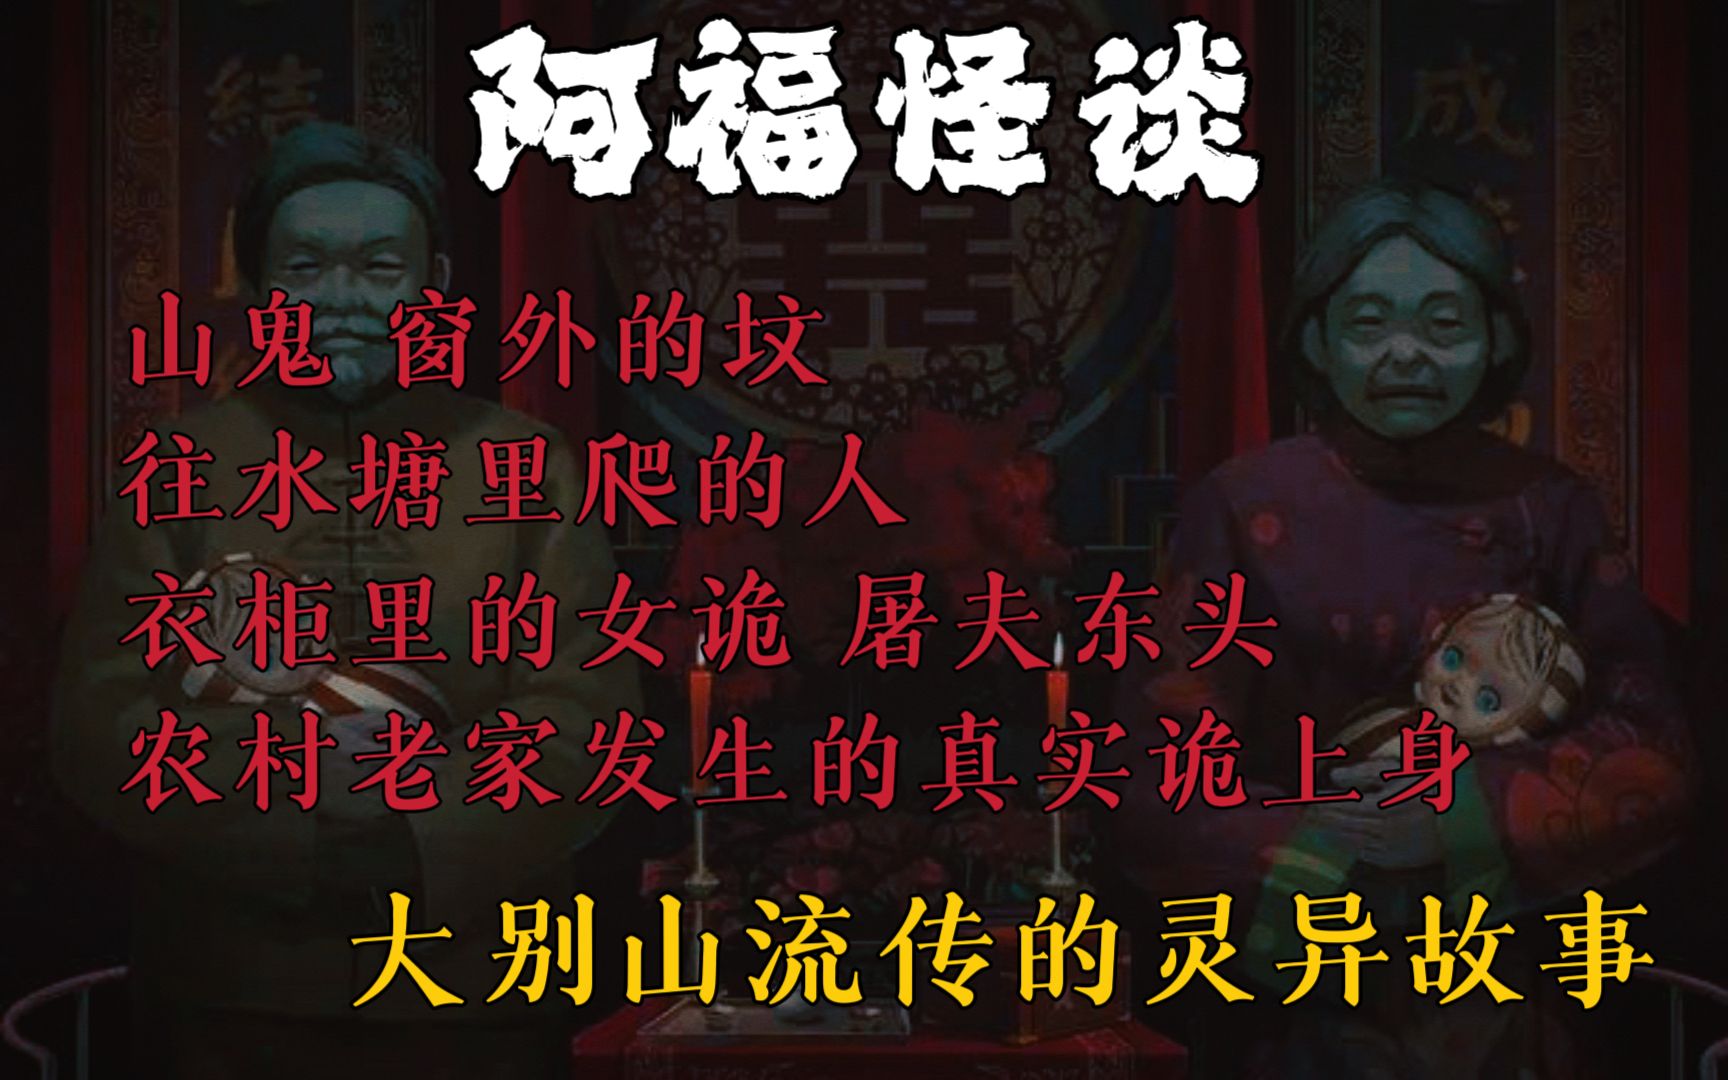 阿福怪谈
結
成
山鬼 窗外的坟
往水塘里爬的人
衣柜里的女诡 屠夫东头
农村老家发生的真实诡上身
大别山流传的灵异故事